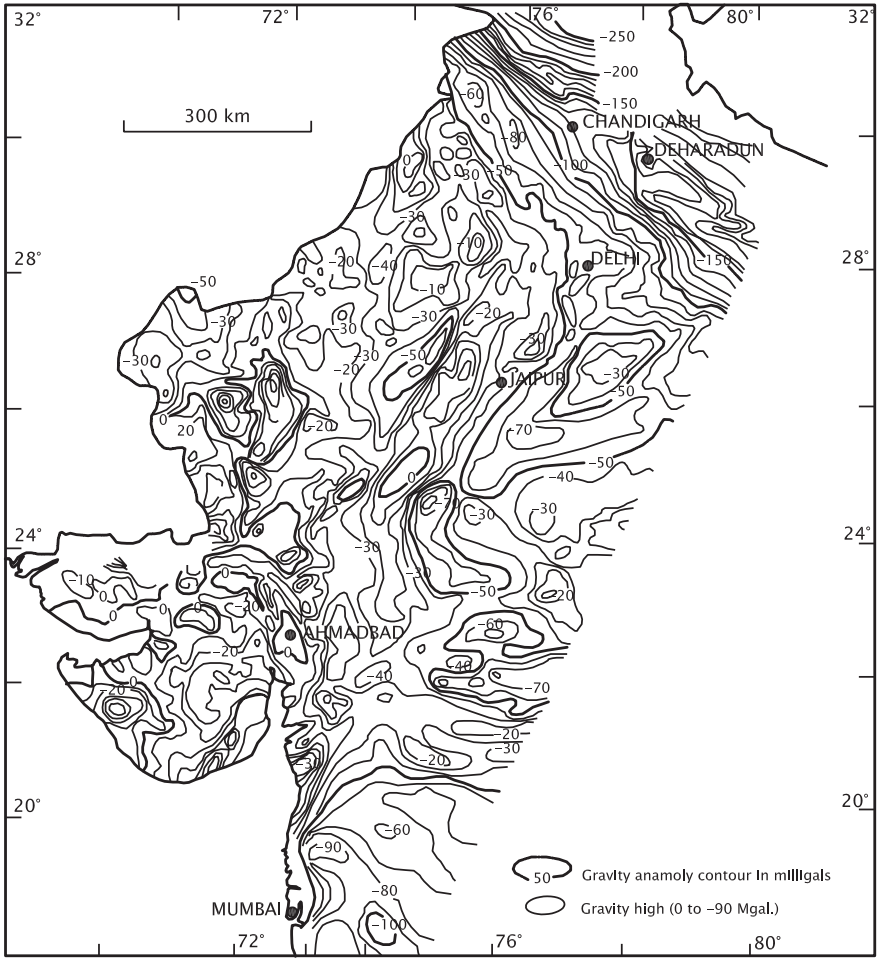 32° 72° 76° 80° 32°
−250
−200
−150
300 km
−60
CHANDIGARH
−80
DEHARADUN
−100
0
−30 −50
−30
−10
−20 −40 DELHI −150
28° 28°
−50 −10
−30 −30 −20
−30
−30 −30 −50 −30
−20 −30
JAIPUR −50
0
20 −20 −70
−50
0 −40
−70
−30 −30
24° 24°
−30
−10 0 −30
0 −50 −20
0 0 0 −20
−60
AHMADBAD
0
−20 −40
0 −40
−20 −70
−20
−30
−30 −20
20° 20°
−60
−90
50 Gravity anamoly contour In mIllIgals
−80
MUMBAI Gravity high (0 to −90 Mgal.)
−100
72° 76° 80°